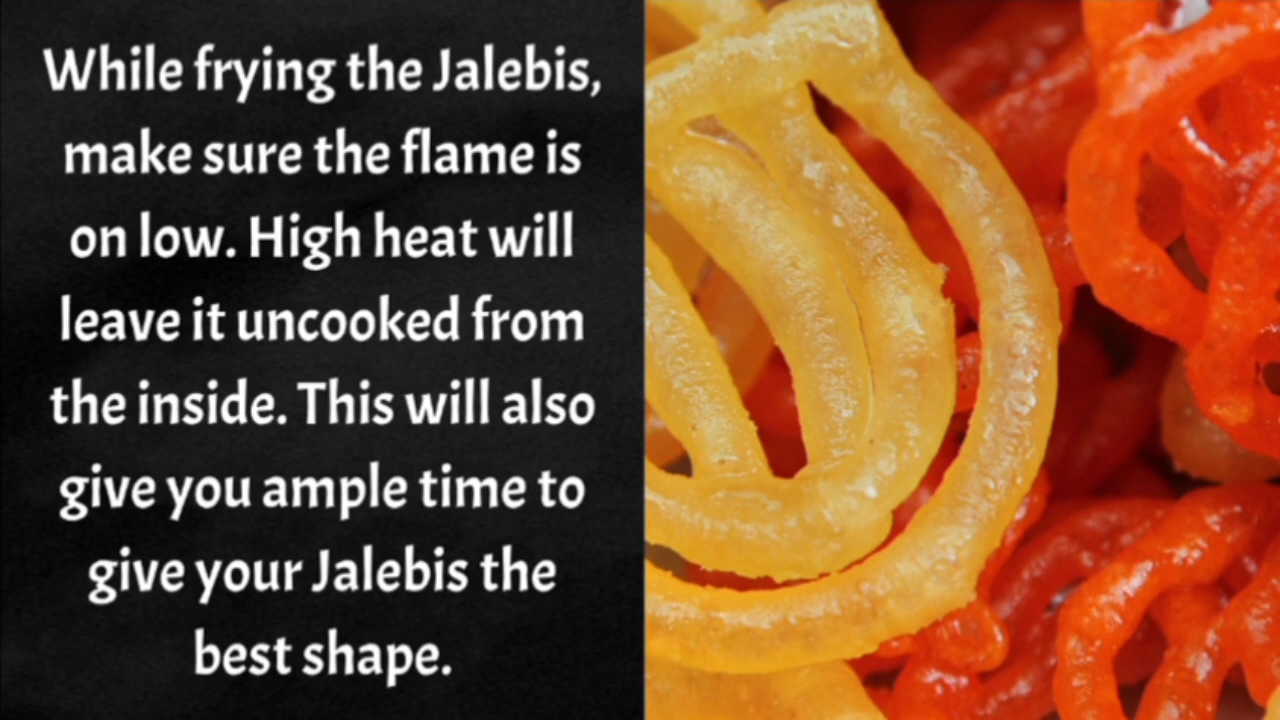 While frying the Jalebis,
make sure the flame is
on low. High heat will
leave it uncooked from
the inside. This will also
give you ample time to
give your Jalebis the
best shape.